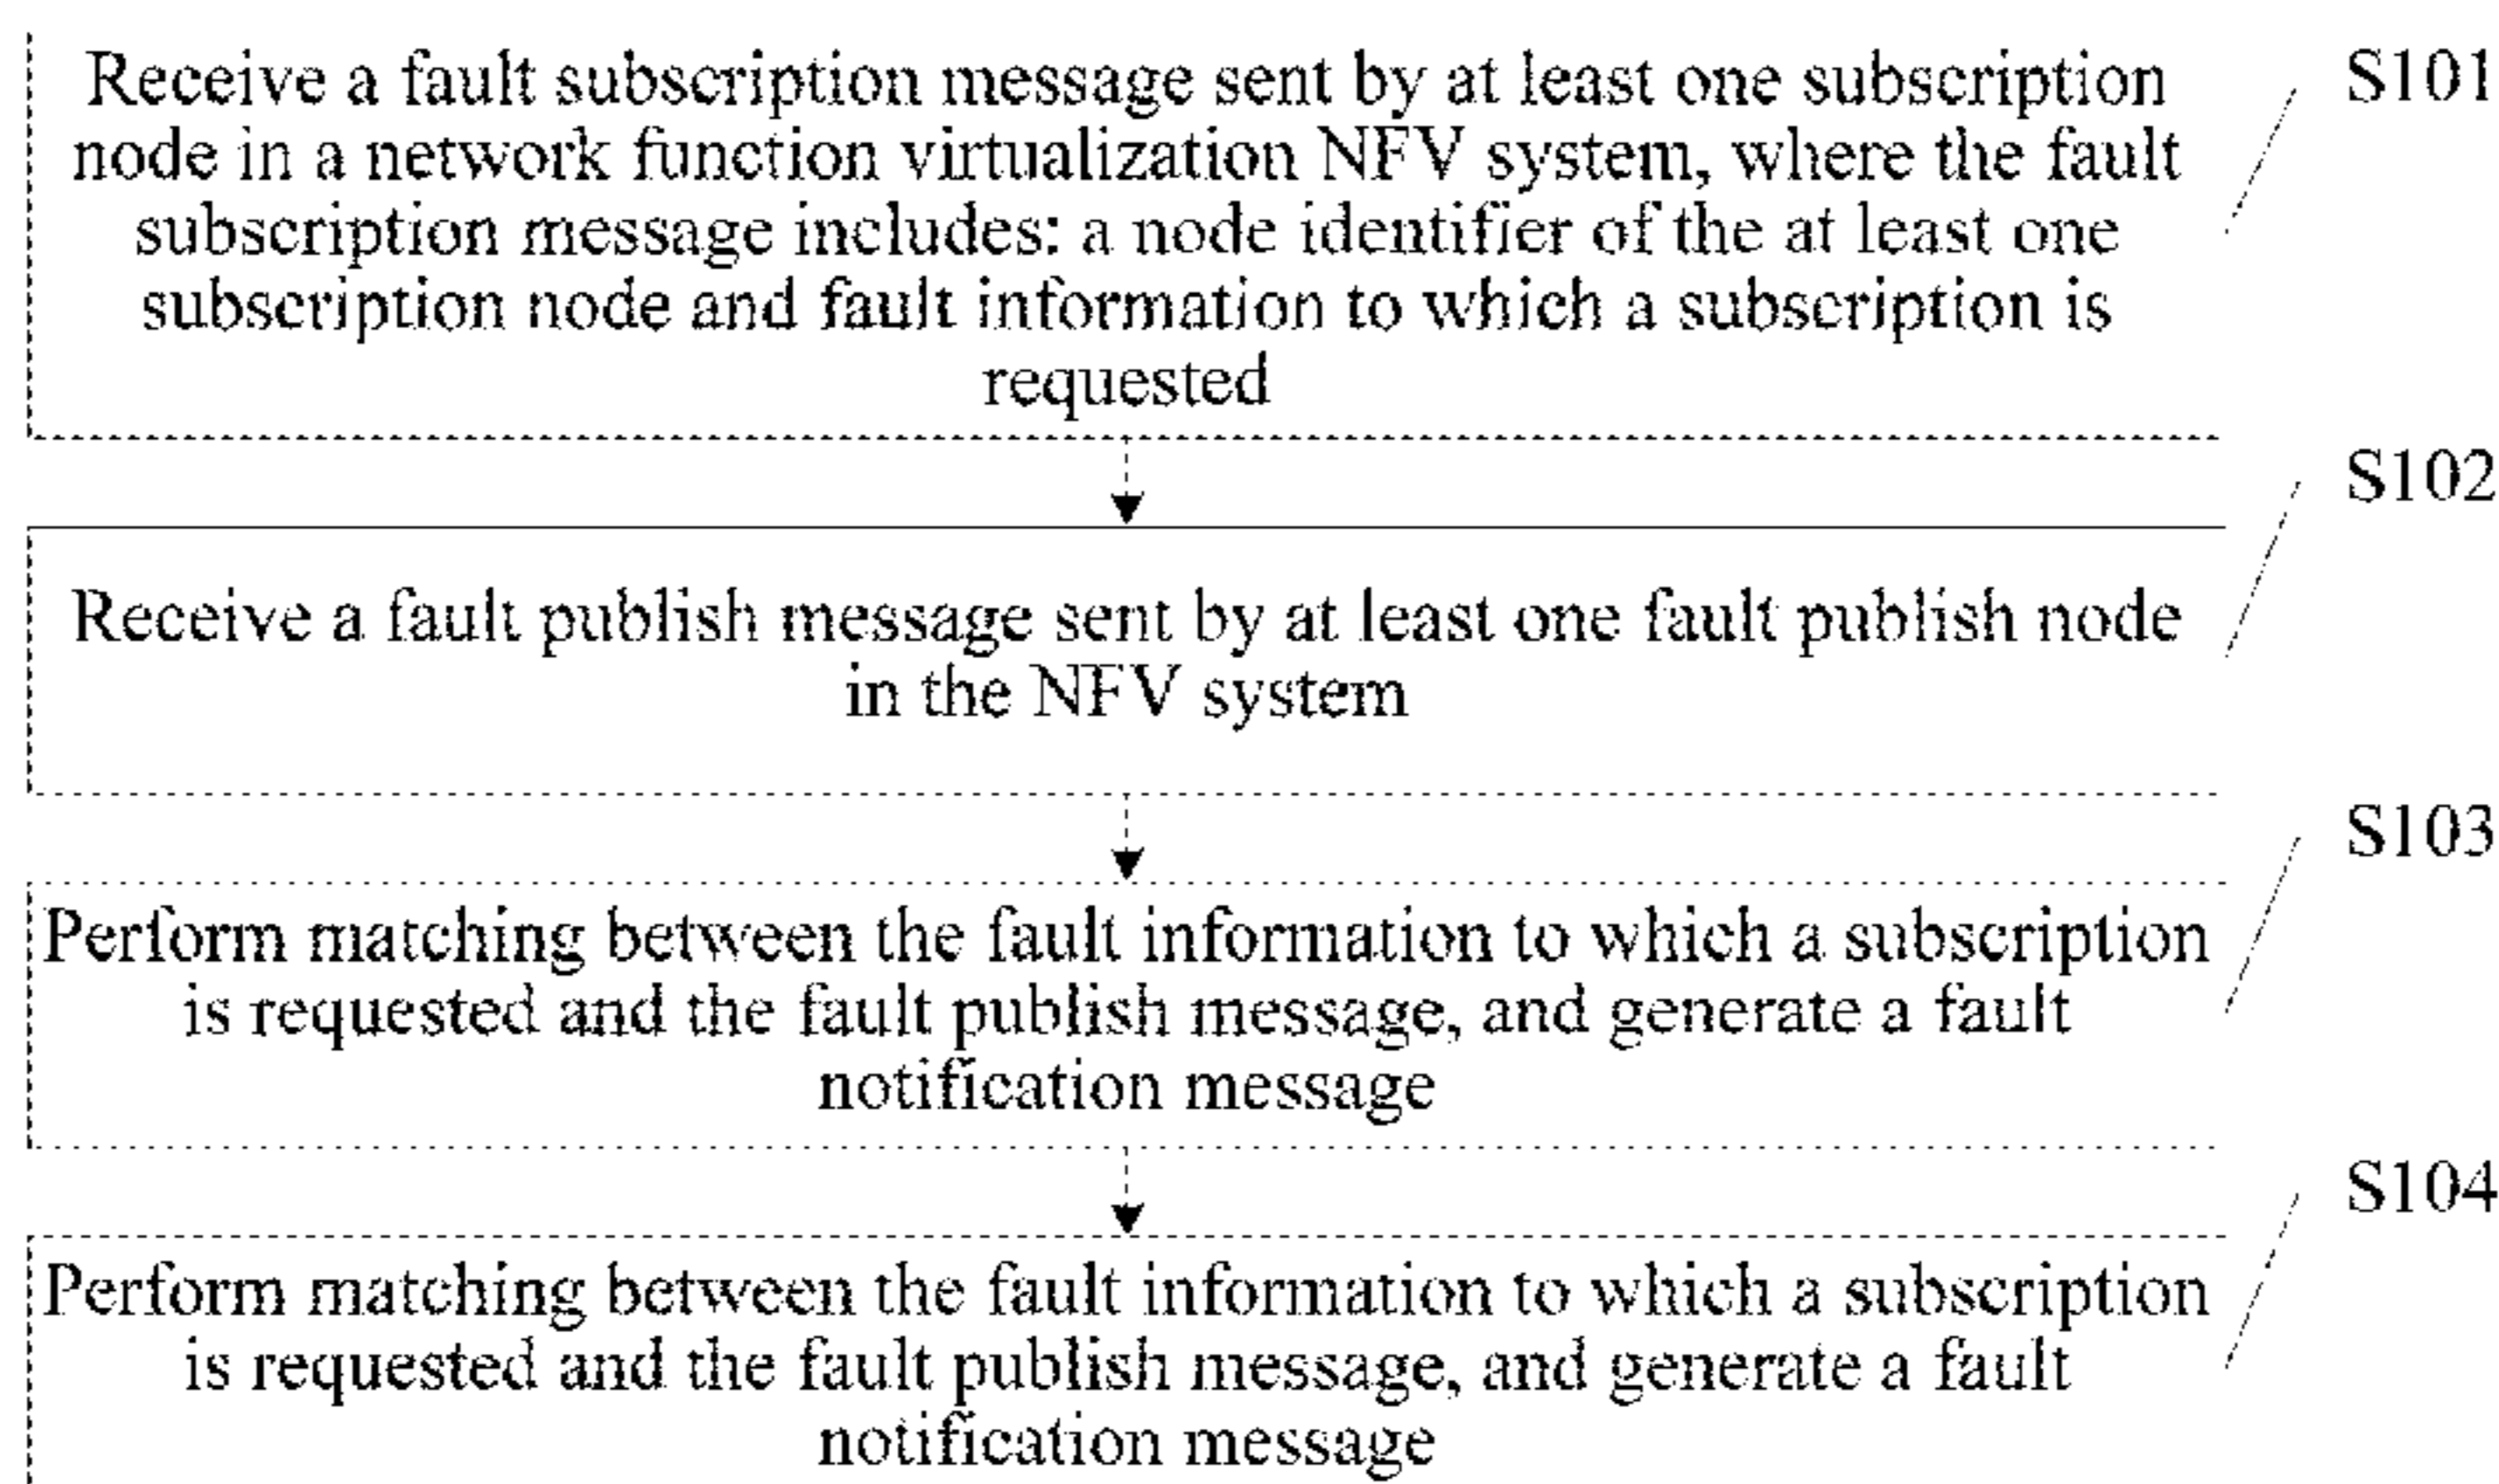 Receive a fault subscription message sent by at least one subscription
S101
node in a network function virtualization NFV system, where the fault
subscription message includes: a node identifier of the at least one
subscription node and fault information to which a subscription is
requested
S102
Receive a fault publish message sent by at least one fault publish node
in the NFV system
S103
Perform matching between the fault information to which a subscription
is requested and the fault publish message, and generate a fault
notification message
S104
Perform matching between the fault information to which a subscription
is requested and the fault publish message, and generate a fault
notification message